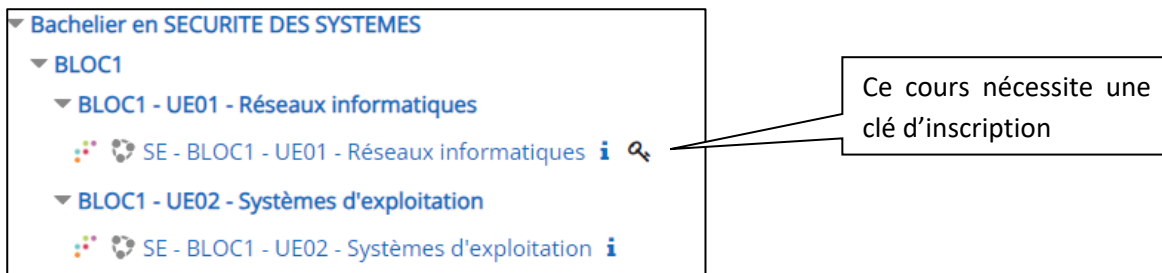 Bachelier en SECURITE DES SYSTEMES
BLOC1
BLOC1 - UE01 - Réseaux informatiques
SE - BLOC1 - UE01 - Réseaux informatiques i
BLOC1 - UE02 - Systèmes d'exploitation
SE - BLOC1 - UE02 - Systèmes d'exploitation i
Ce cours nécessite une
clé d’inscription